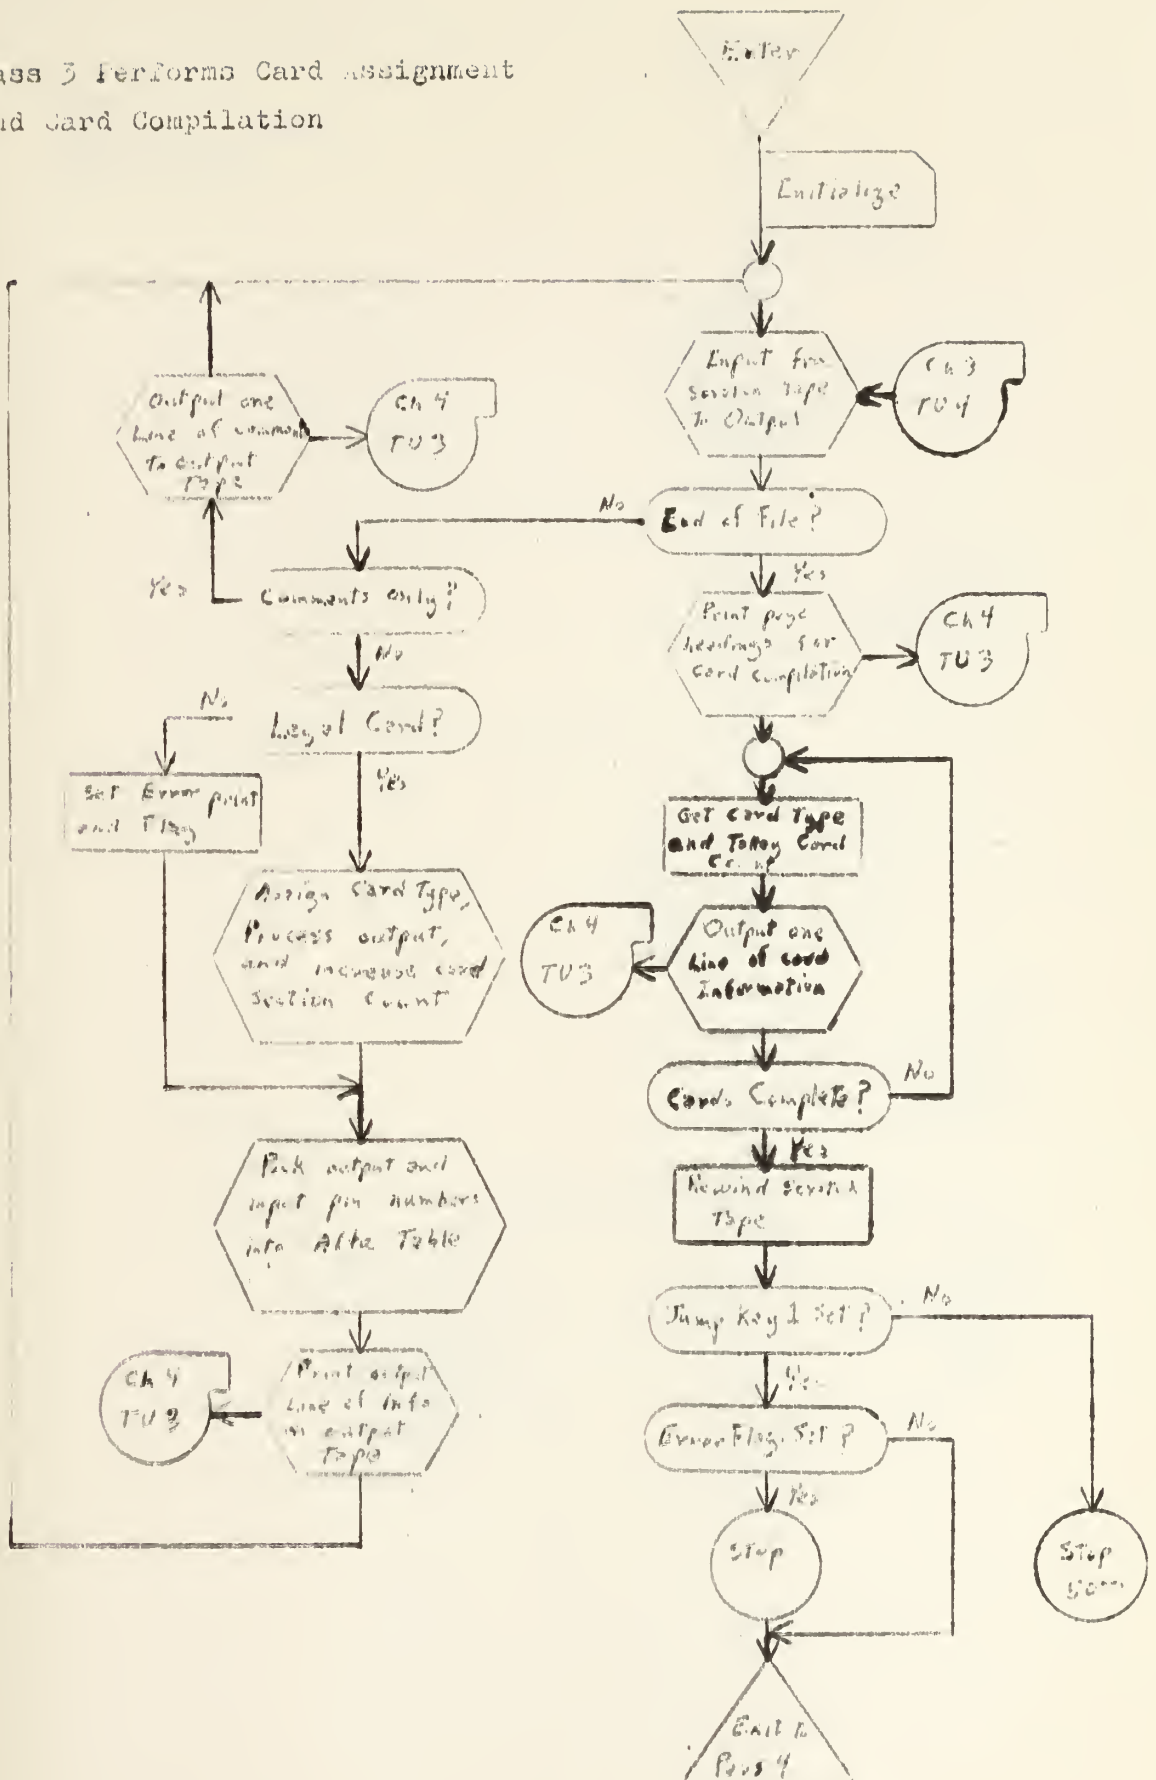 ass 3 Performs Card Assignment
nd Card Compilation
Enter
Initialize
Input from
Scratch Tape
to Output
Ch 3
TU 4
End of File?
No
Yes
Comments only?
Yes
No
Output one
Line of comment
to output
Tape
Ch 4
TU 3
Legal Card?
No
Yes
Set Error print
and Flag
Assign Card Type,
Process output,
and increase card
Section Count
Pack output and
input pin numbers
into Table
Print output
Line of info
on output
Tape
Ch 4
TU 3
Print page
headings for
Card Compilation
Ch 4
TU 3
Get Card Type
and Card
Count
Output one
Line of card
Information
Ch 4
TU 3
Cards Complete?
No
Yes
Rewind Scratch
Tape
Jump Key 1 Set?
No
Yes
Error Flag Set?
No
Yes
Stop
Stop
Exit to
Pass 4